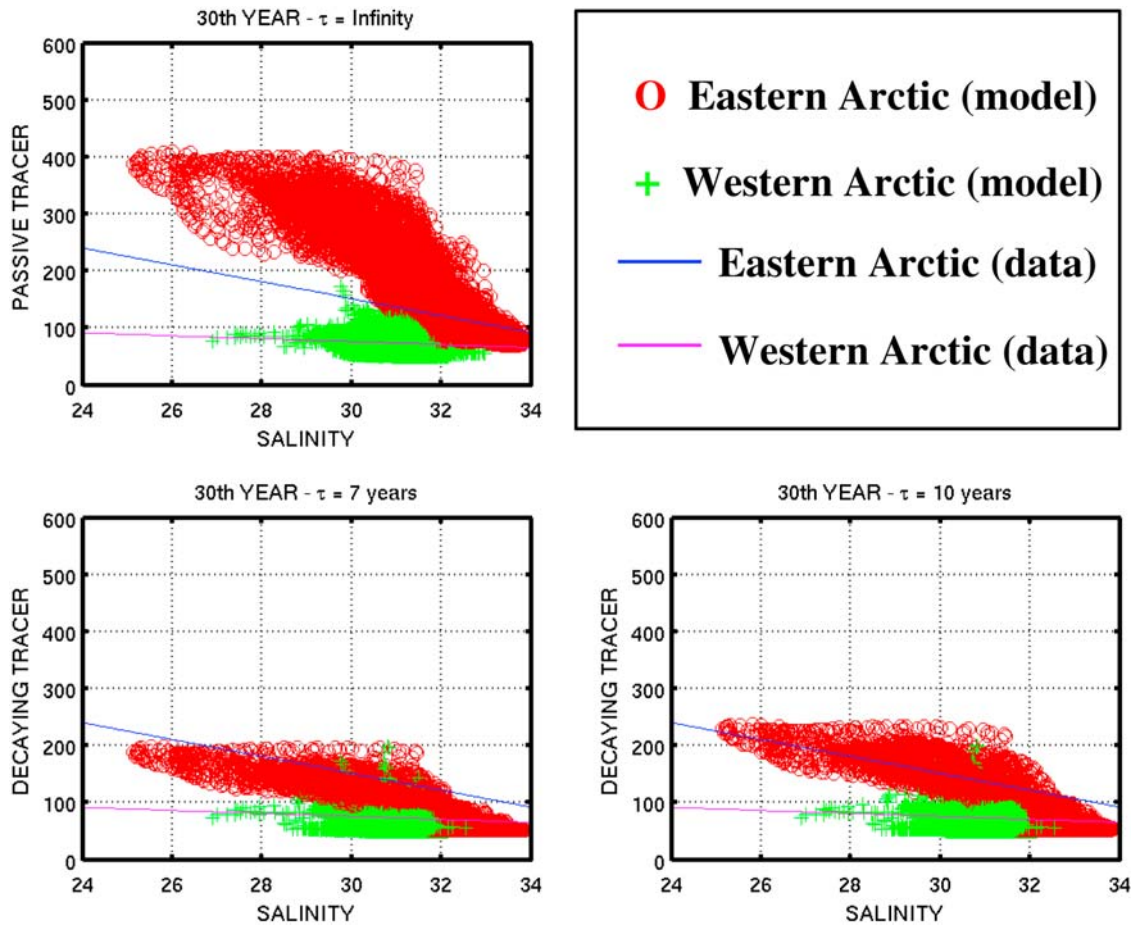 30th YEAR - τ = Infinity
PASSIVE TRACER
600
500
400
300
200
100
0
24 26 28 30 32 34
SALINITY
O Eastern Arctic (model)
+ Western Arctic (model)
Eastern Arctic (data)
Western Arctic (data)
30th YEAR - τ = 7 years
DECAYING TRACER
600
500
400
300
200
100
0
24 26 28 30 32 34
SALINITY
30th YEAR - τ = 10 years
DECAYING TRACER
600
500
400
300
200
100
0
24 26 28 30 32 34
SALINITY